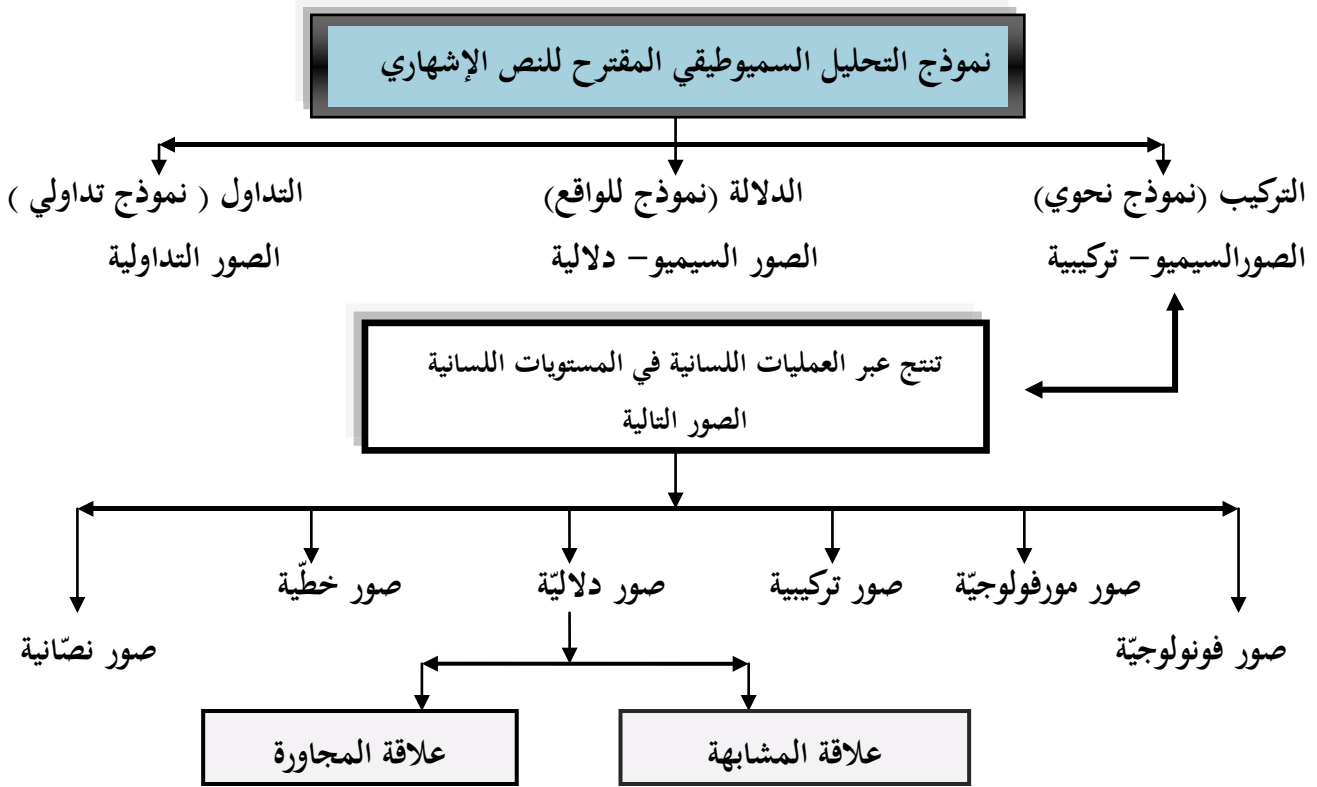 نموذج التحليل السميوطيقي المقترح للنص الإشهاري
التركيب (نموذج نحوي)
الصورالسيميو – تركيبية
الدلالة (نموذج للواقع)
الصور السيميو – دلالية
التداول ( نموذج تداولي )
الصور التداولية
تنتج عبر العمليات اللسانية في المستويات اللسانية
الصور التالية
صور فونولوجيّة
صور مورفولوجيّة
صور تركيبية
صور دلاليّة
صور خطّية
صور نصّانية
علاقة المشابهة
علاقة المجاورة